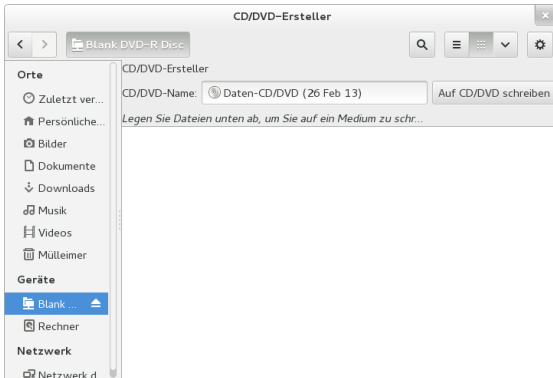 CD/DVD-Ersteller
Blank DVD-R Disc
Orte
Zuletzt ver...
Persönliche...
Bilder
Dokumente
Downloads
Musik
Videos
Mülleimer
Geräte
Blank ...
Rechner
Netzwerk
Netzwerk d
CD/DVD-Ersteller
CD/DVD-Name: Daten-CD/DVD (26 Feb 13) Auf CD/DVD schreiben
Legen Sie Dateien unten ab, um Sie auf ein Medium zu schr...